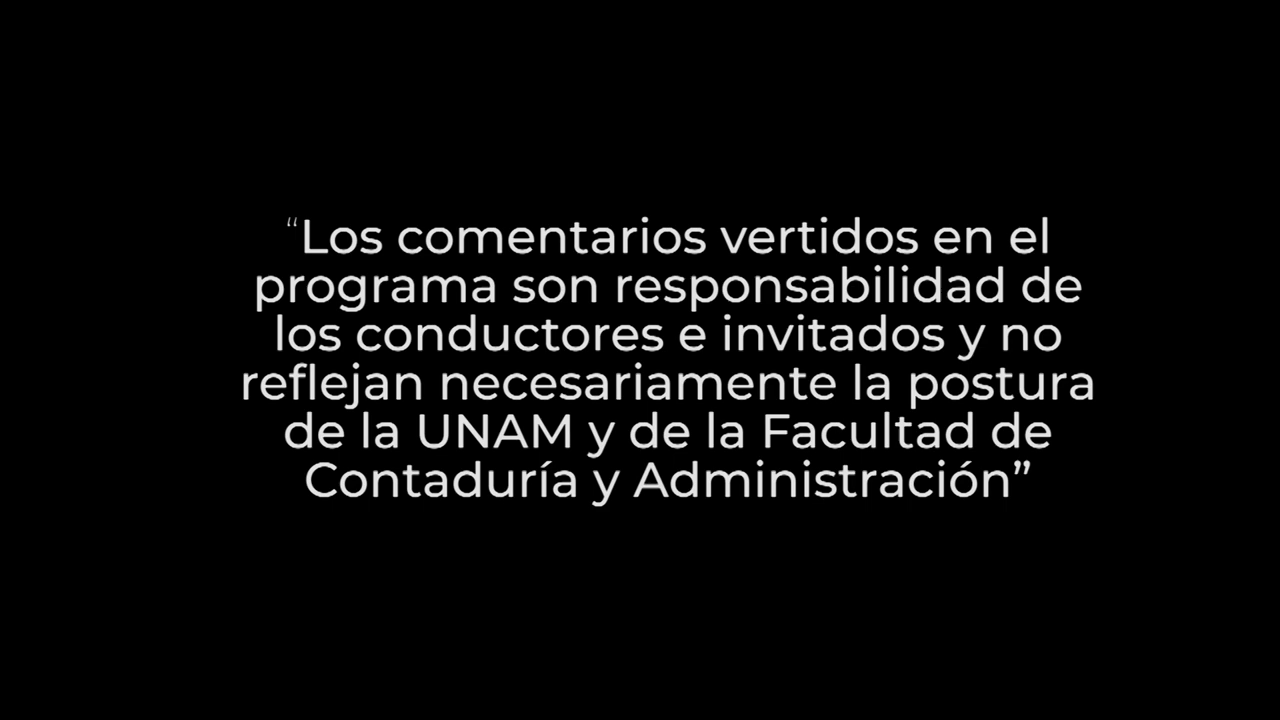 “Los comentarios vertidos en el
programa son responsabilidad de
los conductores e invitados y no
reflejan necesariamente la postura
de la UNAM y de la Facultad de
Contaduría y Administración”